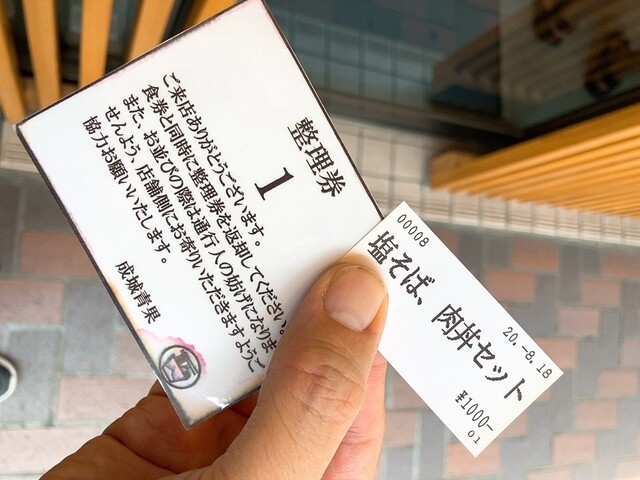 整理券
1
ご来店ありがとうございます。
食券と同時に整理券を返却してください。
また、お並びの際は通行人の妨げになりま
せんよう、店舗側にお寄りいただきますようご
協力お願いいたします。
成城青果
00008
20.-8.18
塩そば、肉丼セット
¥1000-
01